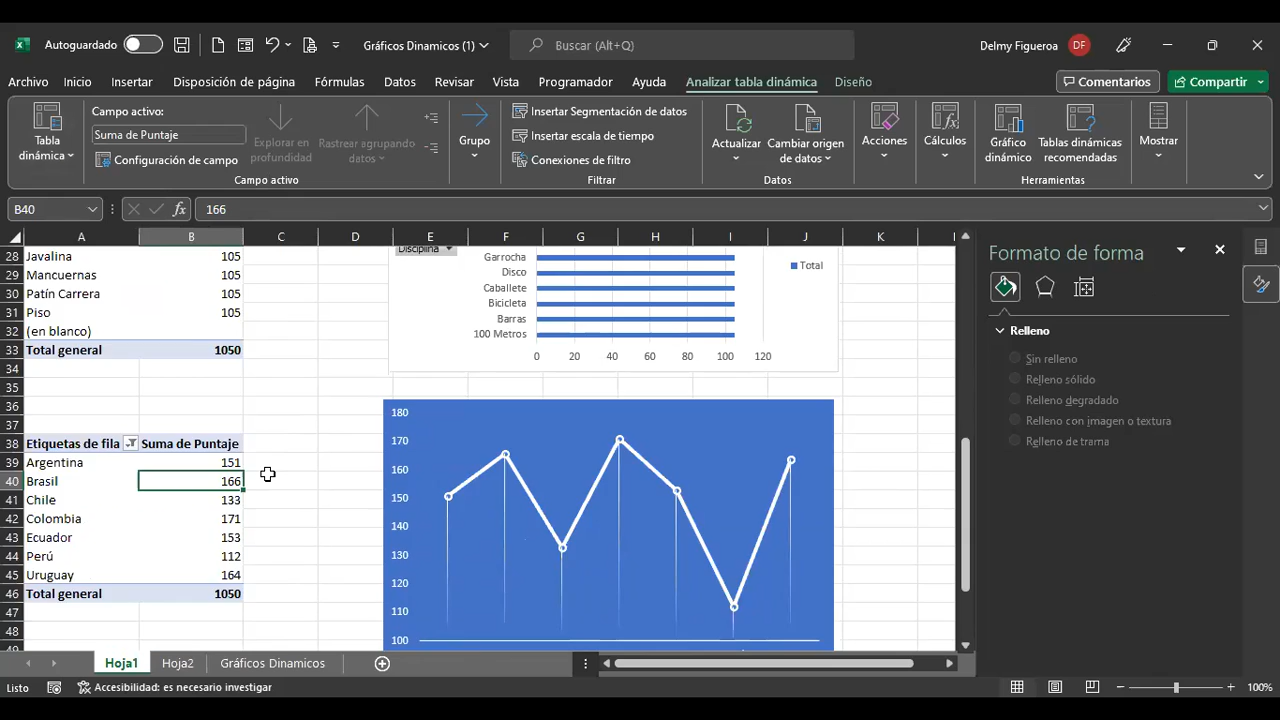 Autoguardado
Gráficos Dinamicos (1)
Buscar (Alt+Q)
Delmy Figueroa
DF
Archivo Inicio Insertar Disposición de página Fórmulas Datos Revisar Vista Programador Ayuda Analizar tabla dinámica Diseño
Comentarios
Compartir
Tabla
dinámica
Campo activo:
Suma de Puntaje
Configuración de campo
Explorar en
profundidad
Rastrear agrupando
datos
Campo activo
Grupo
Insertar Segmentación de datos
Insertar escala de tiempo
Conexiones de filtro
Filtrar
Actualizar
Cambiar origen
de datos
Datos
Acciones
Cálculos
Gráfico
dinámico
Tablas dinámicas
recomendadas
Herramientas
Mostrar
B40
fx
166
A B C D E F G H I J K
28 Javalina 105
29 Mancuernas 105
30 Patín Carrera 105
31 Piso 105
32 (en blanco)
33 Total general 1050
34
35
36
37
38 Etiquetas de fila Suma de Puntaje
39 Argentina 151
40 Brasil 166
41 Chile 133
42 Colombia 171
43 Ecuador 153
44 Perú 112
45 Uruguay 164
46 Total general 1050
47
48
Disciplina
Garrocha
Disco
Caballete
Bicicleta
Barras
100 Metros
0 20 40 60 80 100 120
Total
180
170
160
150
140
130
120
110
100
Formato de forma
Relleno
Sin relleno
Relleno sólido
Relleno degradado
Relleno con imagen o textura
Relleno de trama
Hoja1 Hoja2 Gráficos Dinamicos
Listo
Accesibilidad: es necesario investigar
100%